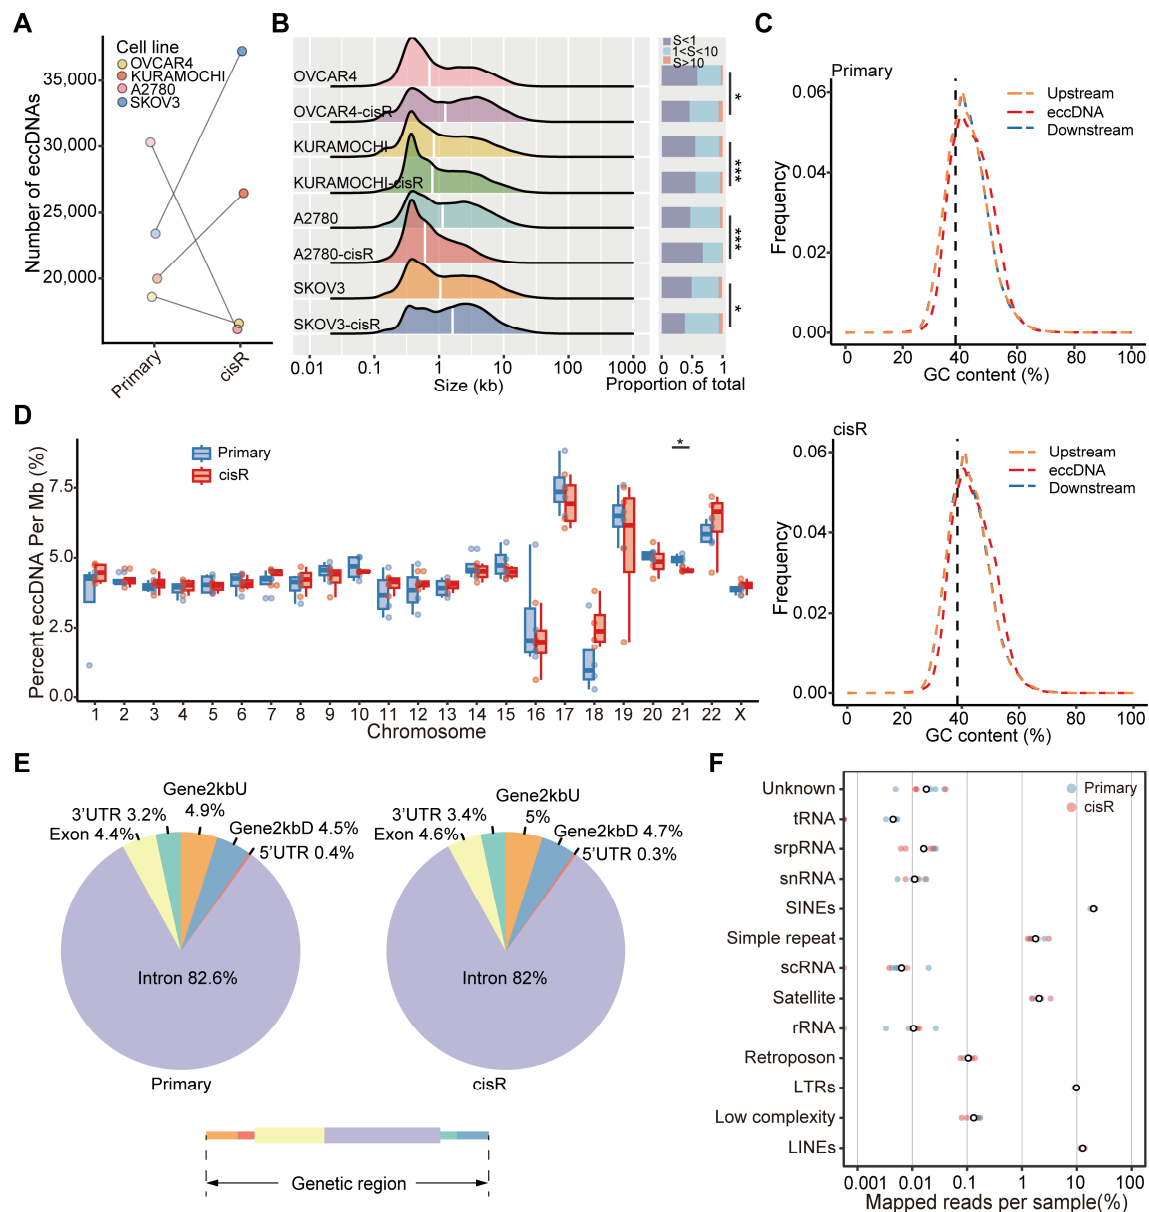 A
Cell line
OVCAR4
KURAMOCHI
A2780
SKOV3
Number of eccDNAs
35,000
30,000
25,000
20,000
Primary
cisR
B
OVCAR4
OVCAR4-cisR
KURAMOCHI
KURAMOCHI-cisR
A2780
A2780-cisR
SKOV3
SKOV3-cisR
0.01 0.1 1 10 100 1000
Size (kb)
S<1
1<S<10
S>10
*
***
***
*
0 0.5 1
Proportion of total
C
Primary
Upstream
eccDNA
Downstream
Frequency
0.06
0.04
0.02
0.00
0 20 40 60 80 100
GC content (%)
cisR
Upstream
eccDNA
Downstream
Frequency
0.06
0.04
0.02
0.00
0 20 40 60 80 100
GC content (%)
D
Primary
cisR
*
Percent eccDNA Per Mb (%)
7.5
5.0
2.5
0.0
1 2 3 4 5 6 7 8 9 10 11 12 13 14 15 16 17 18 19 20 21 22 X
Chromosome
E
Gene2kbU
4.9%
3'UTR 3.2%
Exon 4.4%
Gene2kbD 4.5%
5'UTR 0.4%
Intron 82.6%
Primary
Gene2kbU
5%
3'UTR 3.4%
Exon 4.6%
Gene2kbD 4.7%
5'UTR 0.3%
Intron 82%
cisR
Genetic region
F
Primary
cisR
Unknown
tRNA
srpRNA
snRNA
SINEs
Simple repeat
scRNA
Satellite
rRNA
Retroposon
LTRs
Low complexity
LINEs
0.001 0.01 0.1 1 10 100
Mapped reads per sample(%)